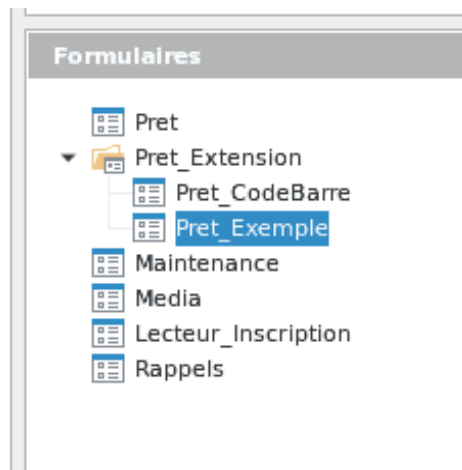 Formulaires
Pret
Pret_Extension
Pret_CodeBarre
Pret_Exemple
Maintenance
Media
Lecteur_Inscription
Rappels